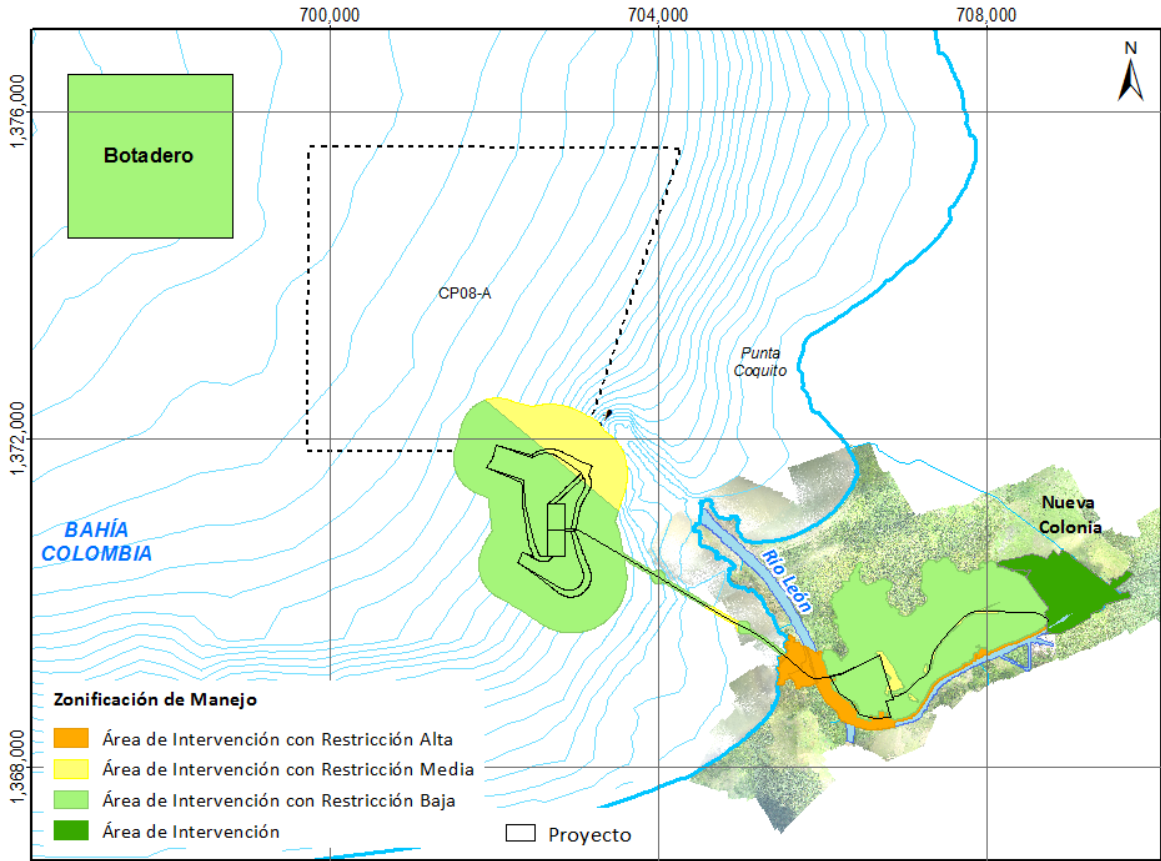 700,000
704,000
708,000
N
1,376,000
Botadero
CP08-A
Punta
Coquito
1,372,000
Nueva
Colonia
BAHÍA
COLOMBIA
Río León
1,368,000
Zonificación de Manejo
Área de Intervención con Restricción Alta
Área de Intervención con Restricción Media
Área de Intervención con Restricción Baja
Área de Intervención
Proyecto